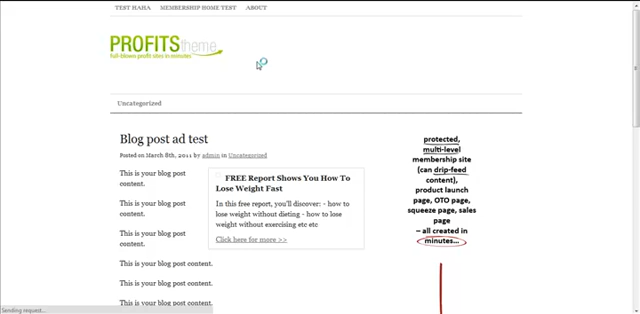 TEST HAHA MEMBERSHIP HOME TEST ABOUT
PROFITS theme
full-blown profit sites in minutes
Uncategorized
Blog post ad test
Posted on March 8th, 2011 by admin in Uncategorized
This is your blog post
content.
This is your blog post
content.
This is your blog post
content.
This is your blog post content.
This is your blog post content.
This is your blog post content.
FREE Report Shows You How To
Lose Weight Fast
In this free report, you'll discover: - how to
lose weight without dieting - how to lose
weight without exercising etc etc
Click here for more >>
protected,
multi-level
membership site
(can drip-feed
content),
product launch
page, OTO page,
squeeze page, sales
page
– all created in
minutes...
Sending request...